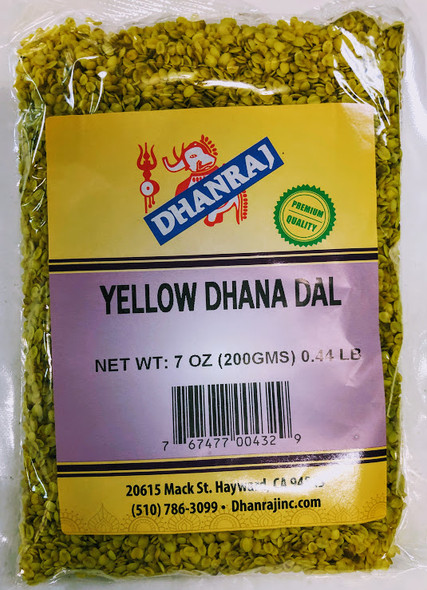 DHANRAJ
PREMIUM
QUALITY
YELLOW DHANA DAL
NET WT: 7 OZ (200GMS) 0.44 LB
7 67477 00432 9
20615 Mack St. Hayward, CA
(510) 786-3099 • Dhanrajinc.com